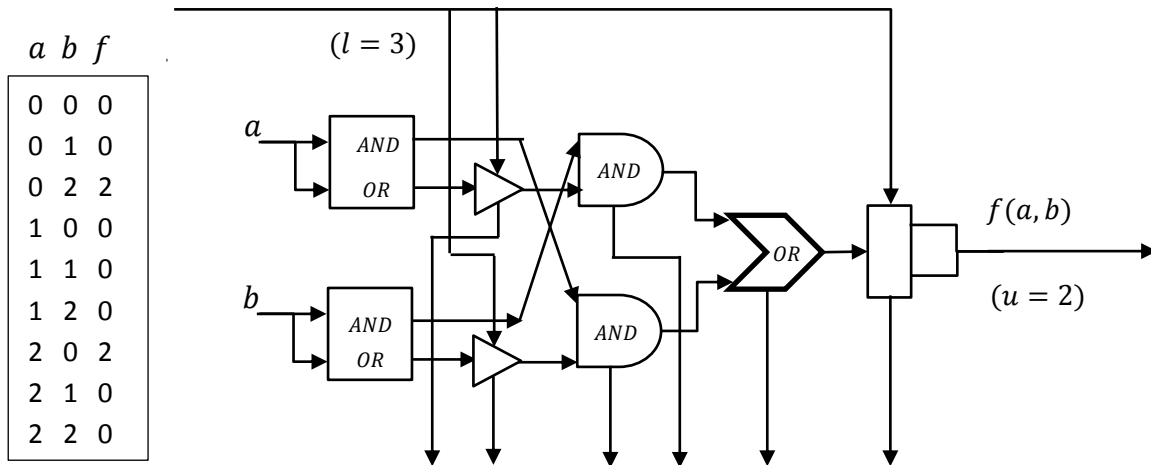 a b f
0 0 0
0 1 0
0 2 2
1 0 0
1 1 0
1 2 0
2 0 2
2 1 0
2 2 0
(l = 3)
a
AND
OR
AND
b
AND
OR
AND
OR
f(a, b)
(u = 2)